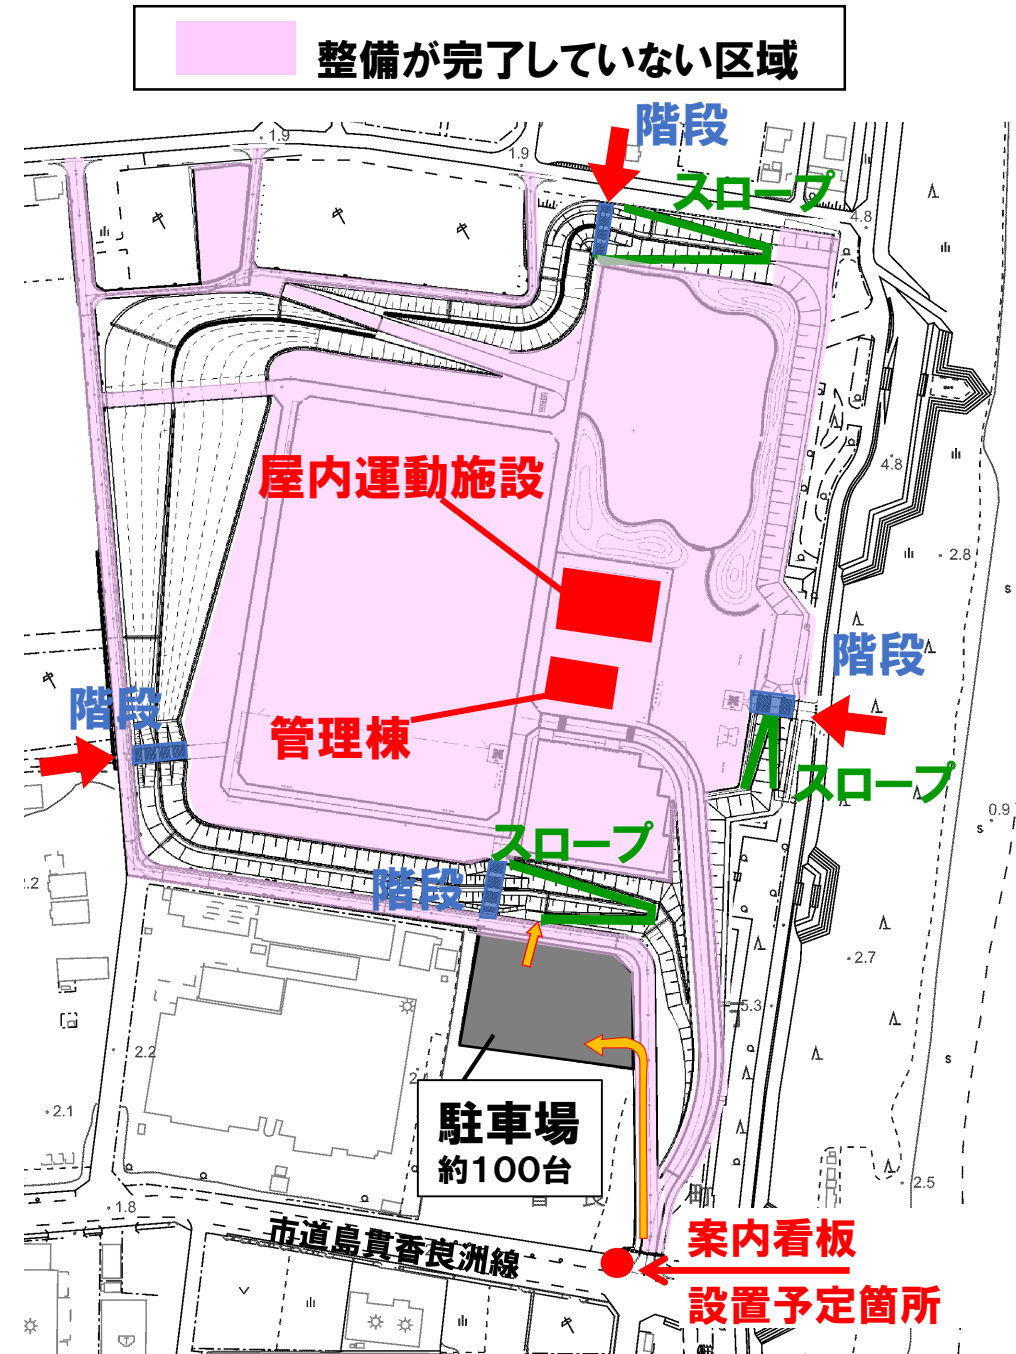 整備が完了していない区域
階段
スロープ
1.9
1.9
4.8
屋内運動施設
4.8
2.8
s
階段
階段
管理棟
スロープ
0.9
s
スロープ
階段
.2
2.7
5.3
2.2
s
2.1
駐車場
約100台
2.5
香良
町
1.8
市道島貫香良洲線
案内看板
設置予定箇所